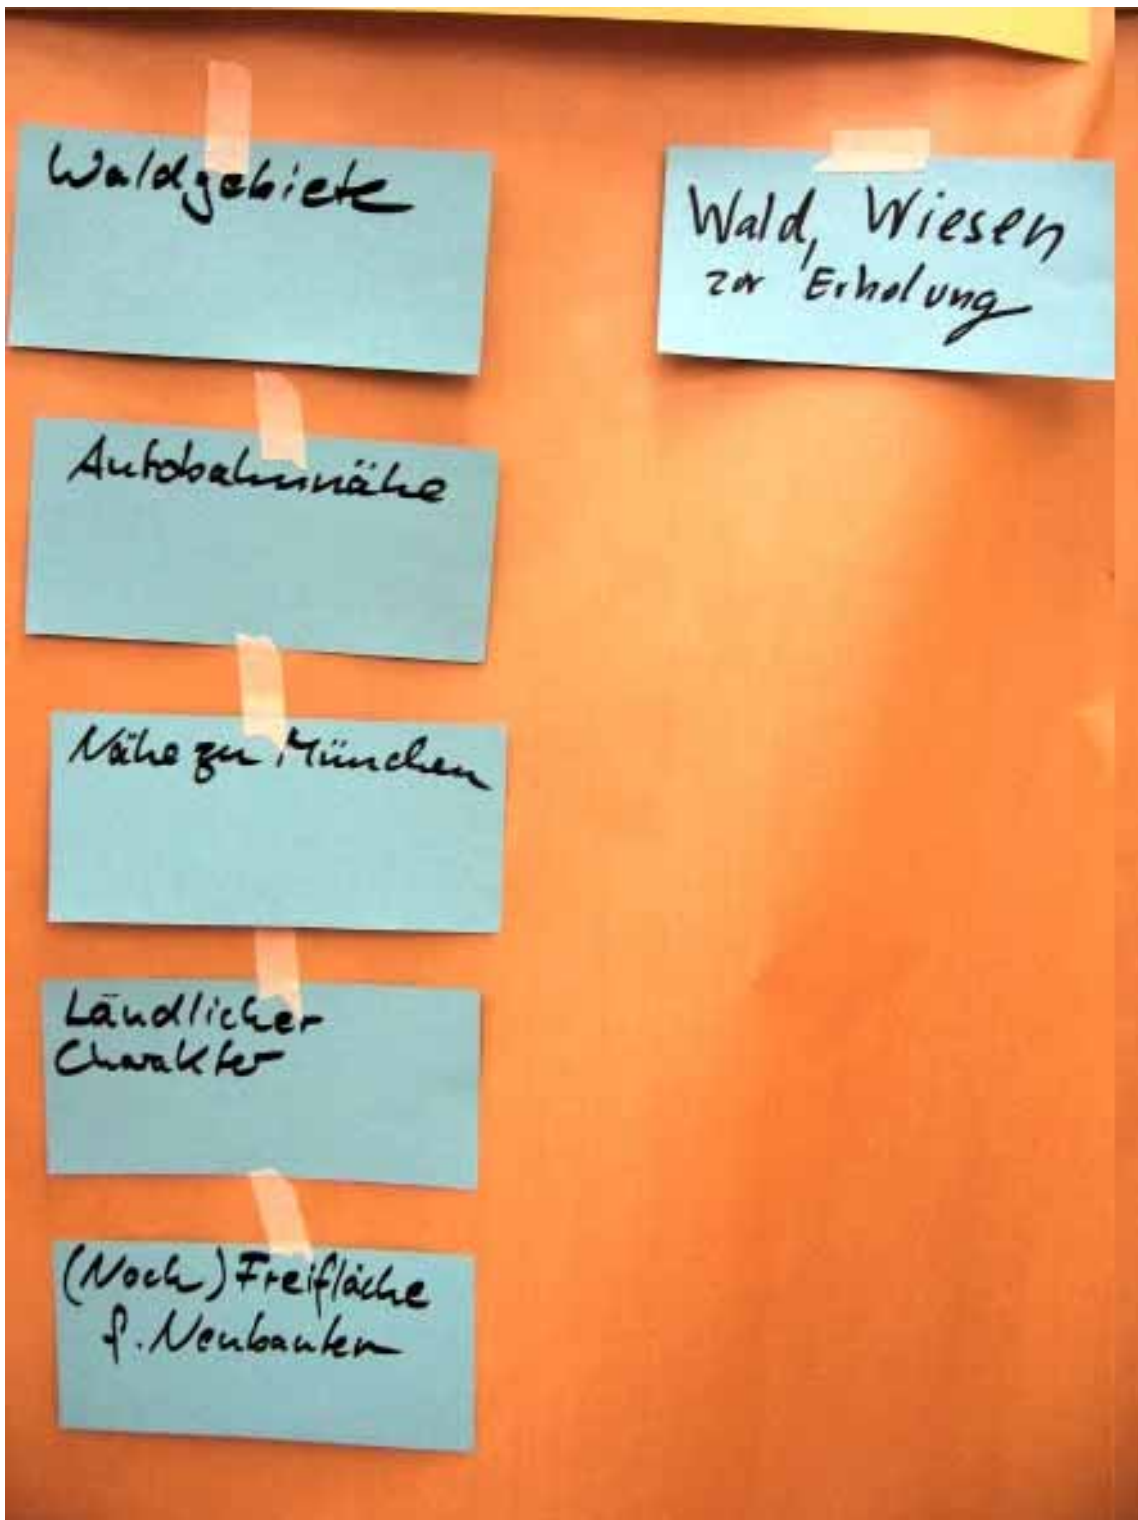 Waldgebiete
Autobahnnähe
Nähe zu München
Ländlicher
Charakter
(Noch) Freifläche
f. Neubauten
Wald, Wiesen
zur Erholung